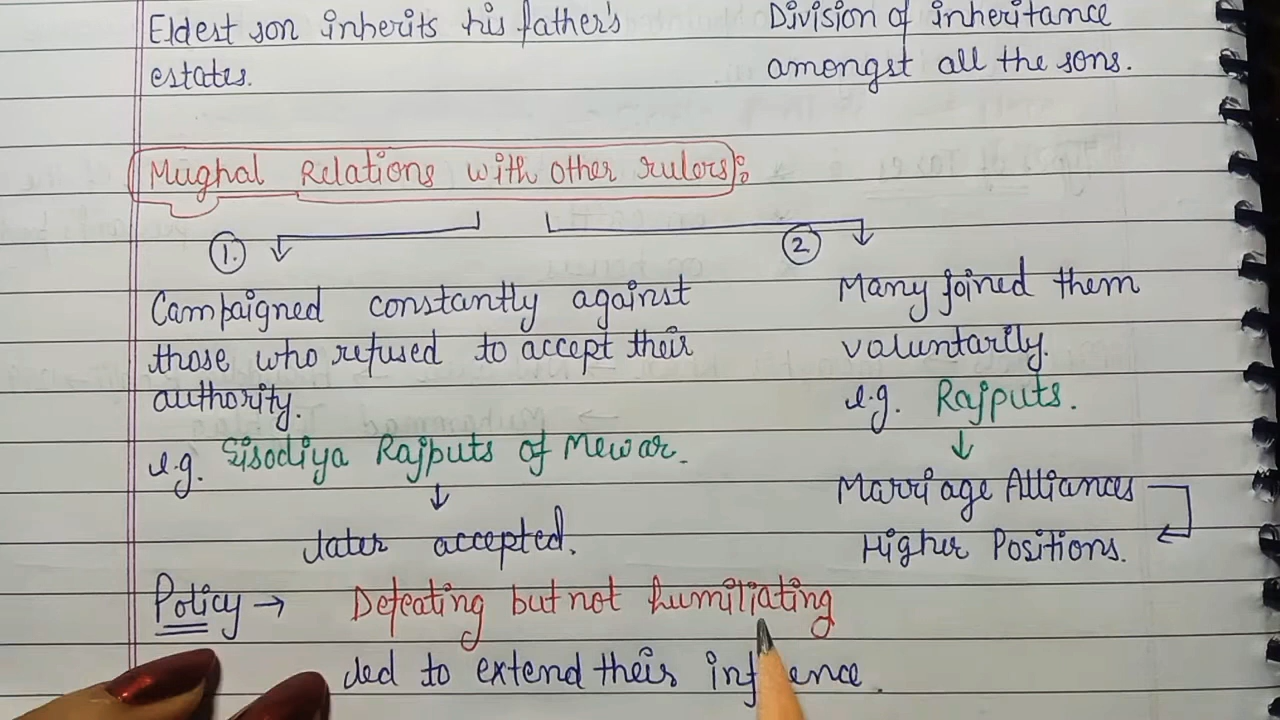 Eldest son inherits his father's
estates.
Division of inheritance
amongst all the sons.
Mughal Relations with other rulers:
1.
Campaigned constantly against
those who refused to accept their
authority.
e.g. Sisodiya Rajputs of Mewar.
↓
later accepted.
2
Many joined them
voluntarily.
e.g. Rajputs.
↓
Marriage Alliances
Higher Positions.
Policy → Defeating but not humiliating
led to extend their